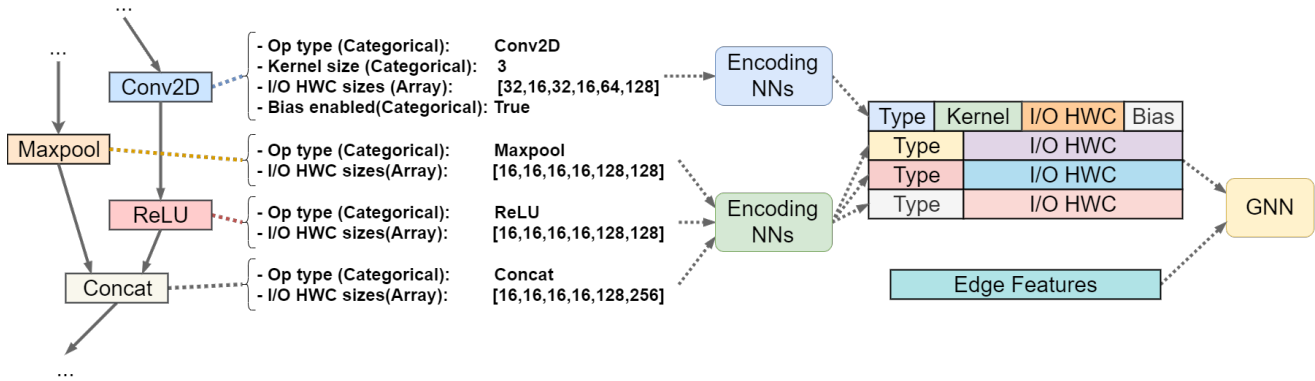 ...
...
Conv2D
Maxpool
ReLU
Concat
...
- Op type (Categorical): Conv2D
- Kernel size (Categorical): 3
- I/O HWC sizes (Array): [32,16,32,16,64,128]
- Bias enabled(Categorical): True
- Op type (Categorical): Maxpool
- I/O HWC sizes(Array): [16,16,16,16,128,128]
- Op type (Categorical): ReLU
- I/O HWC sizes(Array): [16,16,16,16,128,128]
- Op type (Categorical): Concat
- I/O HWC sizes(Array): [16,16,16,16,128,256]
Encoding
NNs
Encoding
NNs
Type Kernel I/O HWC Bias
Type I/O HWC
Type I/O HWC
Type I/O HWC
Edge Features
GNN